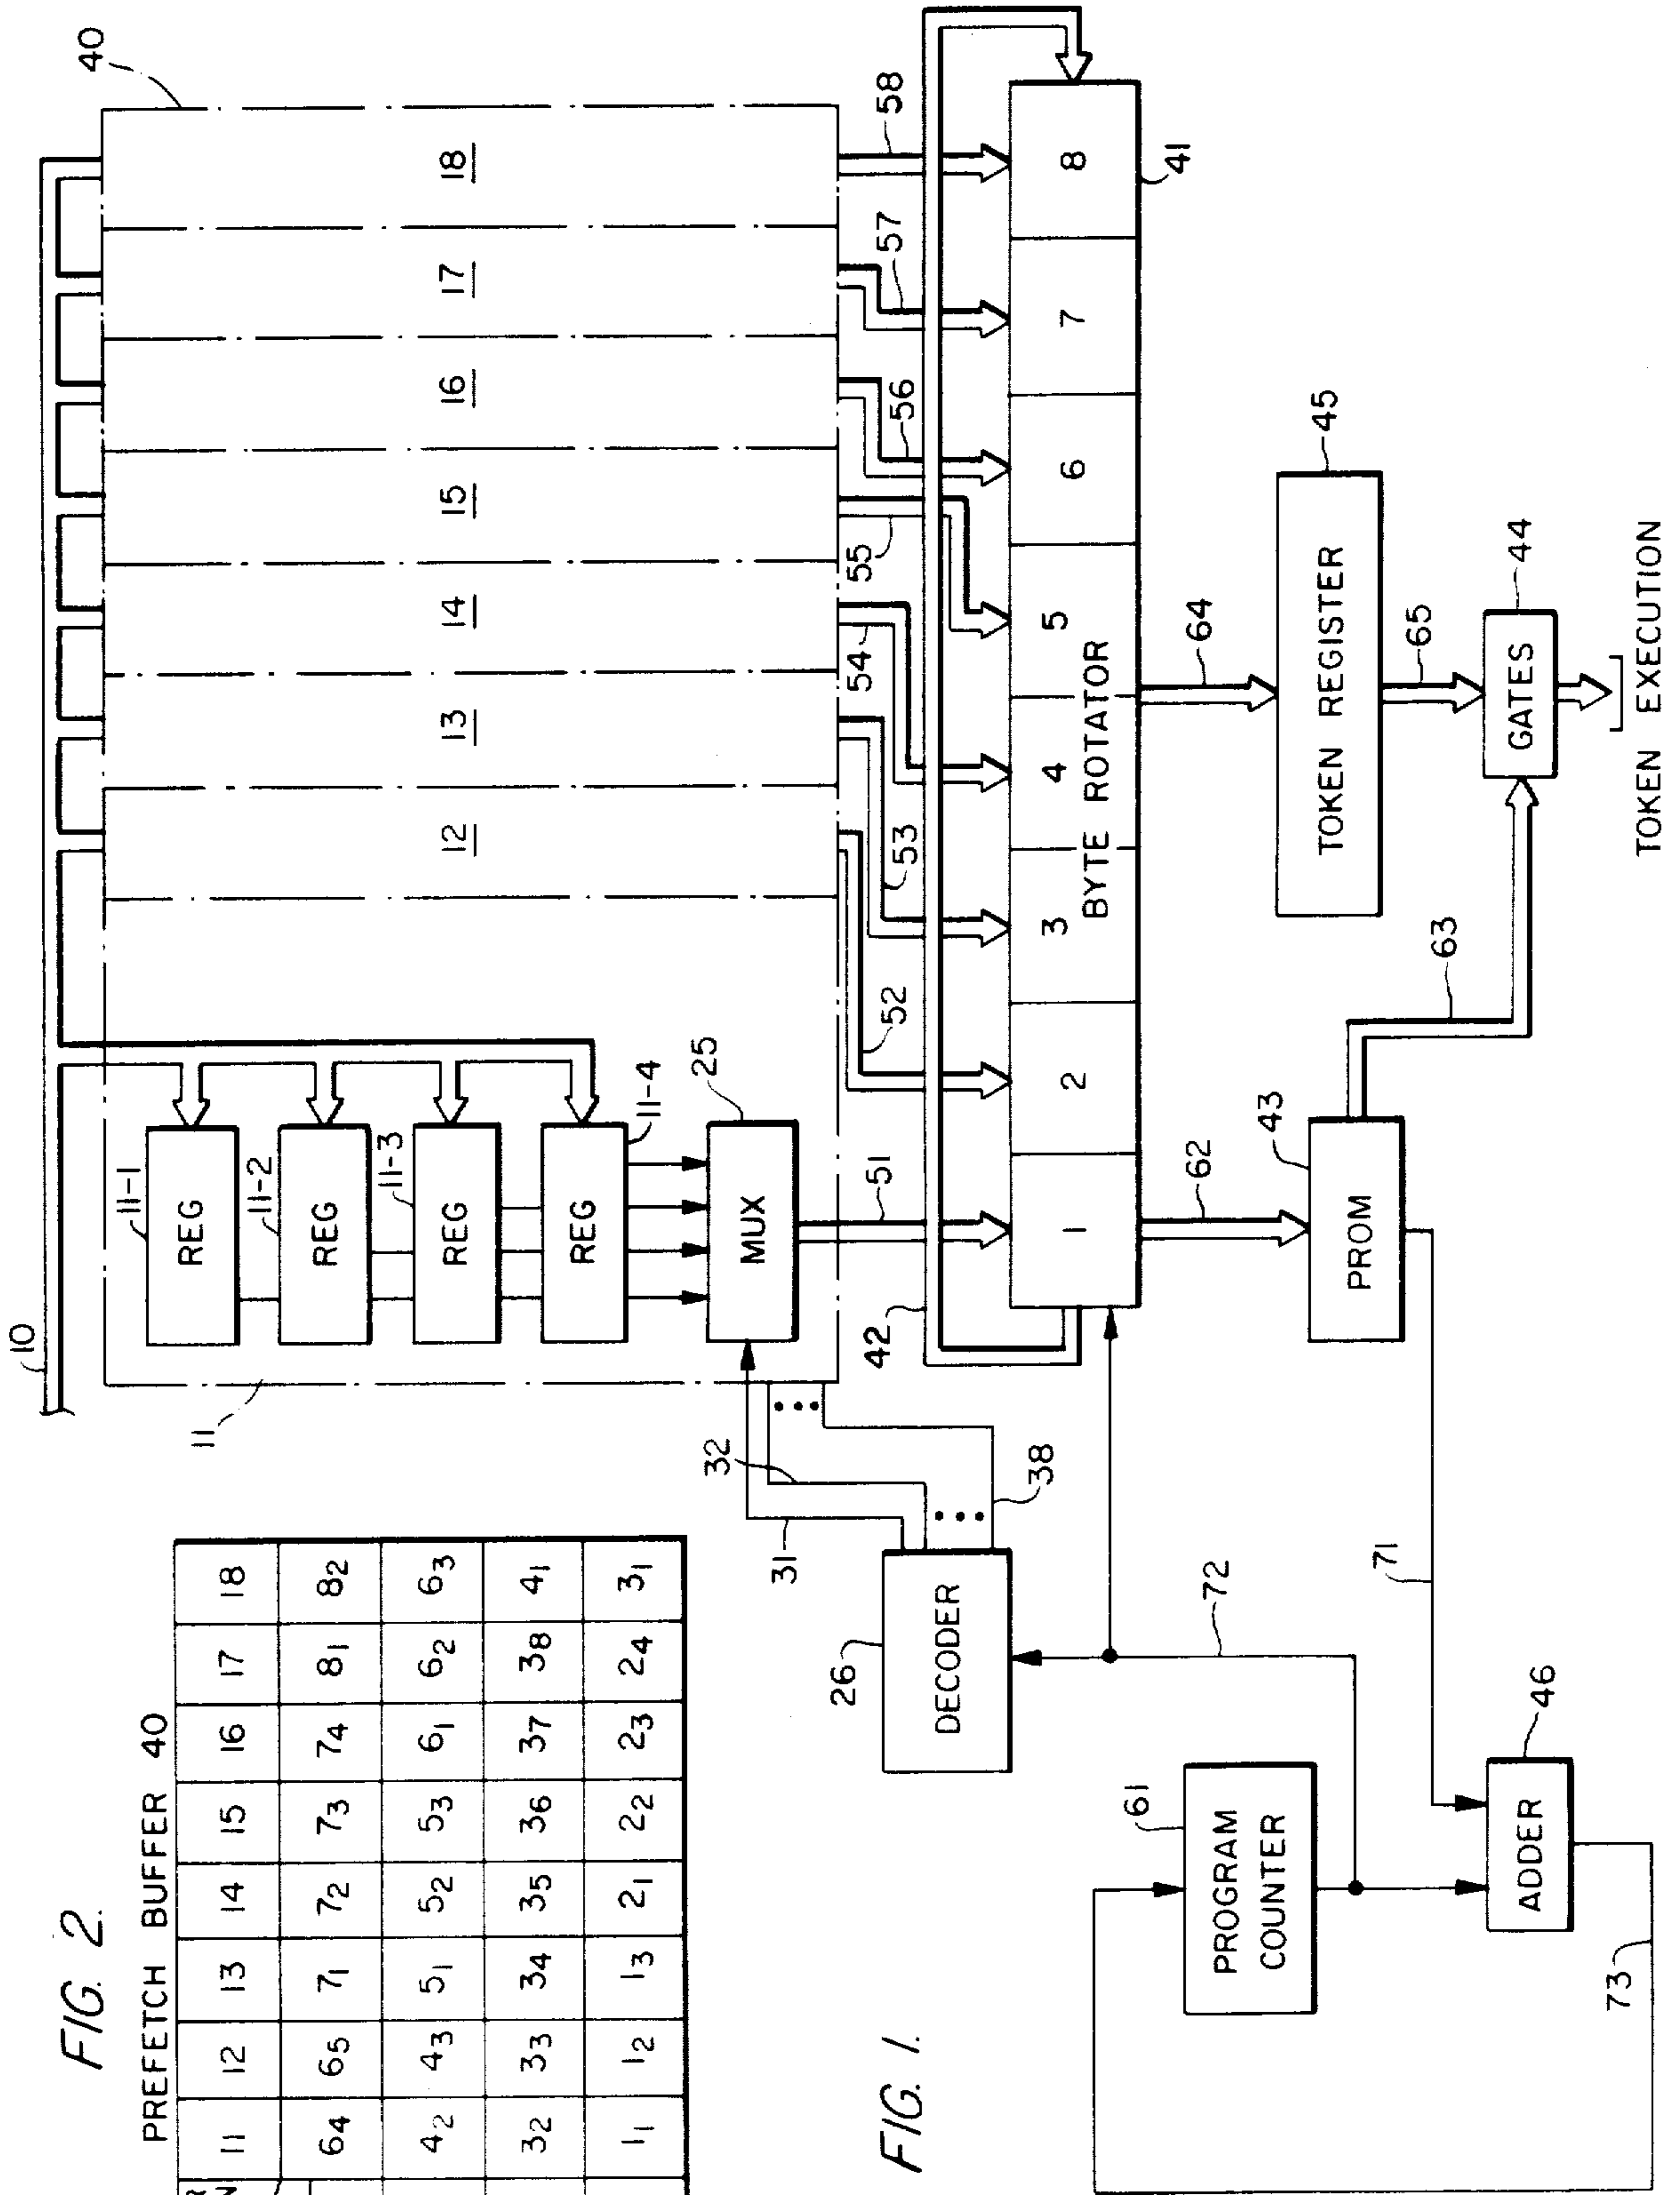 FIG. 2.
PREFETCH BUFFER 40
11 12 13 14 15 16 17 18
6₄ 6₅ 7₁ 7₂ 7₃ 7₄ 8₁ 8₂
4₂ 4₃ 5₁ 5₂ 5₃ 6₁ 6₂ 6₃
3₂ 3₃ 3₄ 3₅ 3₆ 3₇ 3₈ 4₁
1₁ 1₂ 1₃ 2₁ 2₂ 2₃ 2₄ 3₁
FIG. 1.
10
40
11
11-1
REG
11-2
REG
11-3
REG
11-4
REG
25
MUX
12
13
14
15
16
17
18
31
32
38
26
DECODER
42
51
52
53
54
55
56
57
58
1 2 3 4 5 6 7 8
BYTE ROTATOR
41
72
61
PROGRAM
COUNTER
62
43
PROM
63
64
45
TOKEN REGISTER
65
44
GATES
71
46
ADDER
73
TOKEN EXECUTION